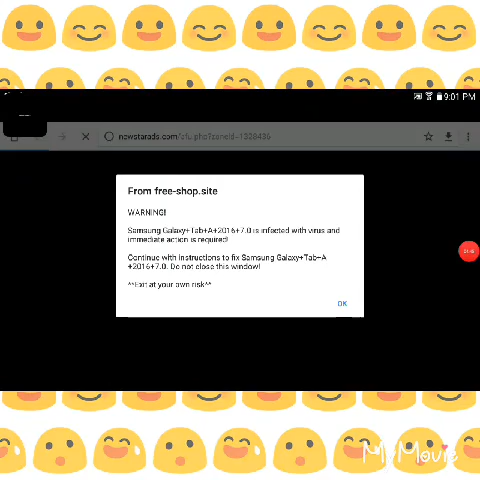 9:01 PM
newstarads.com/afu.php?zoneid=1328436
From free-shop.site
WARNING!
Samsung Galaxy+Tab+A+2016+7.0 is infected with virus and
immediate action is required!
Continue with instructions to fix Samsung Galaxy+Tab+A
+2016+7.0. Do not close this window!
**Exit at your own risk**
OK
MyMovie